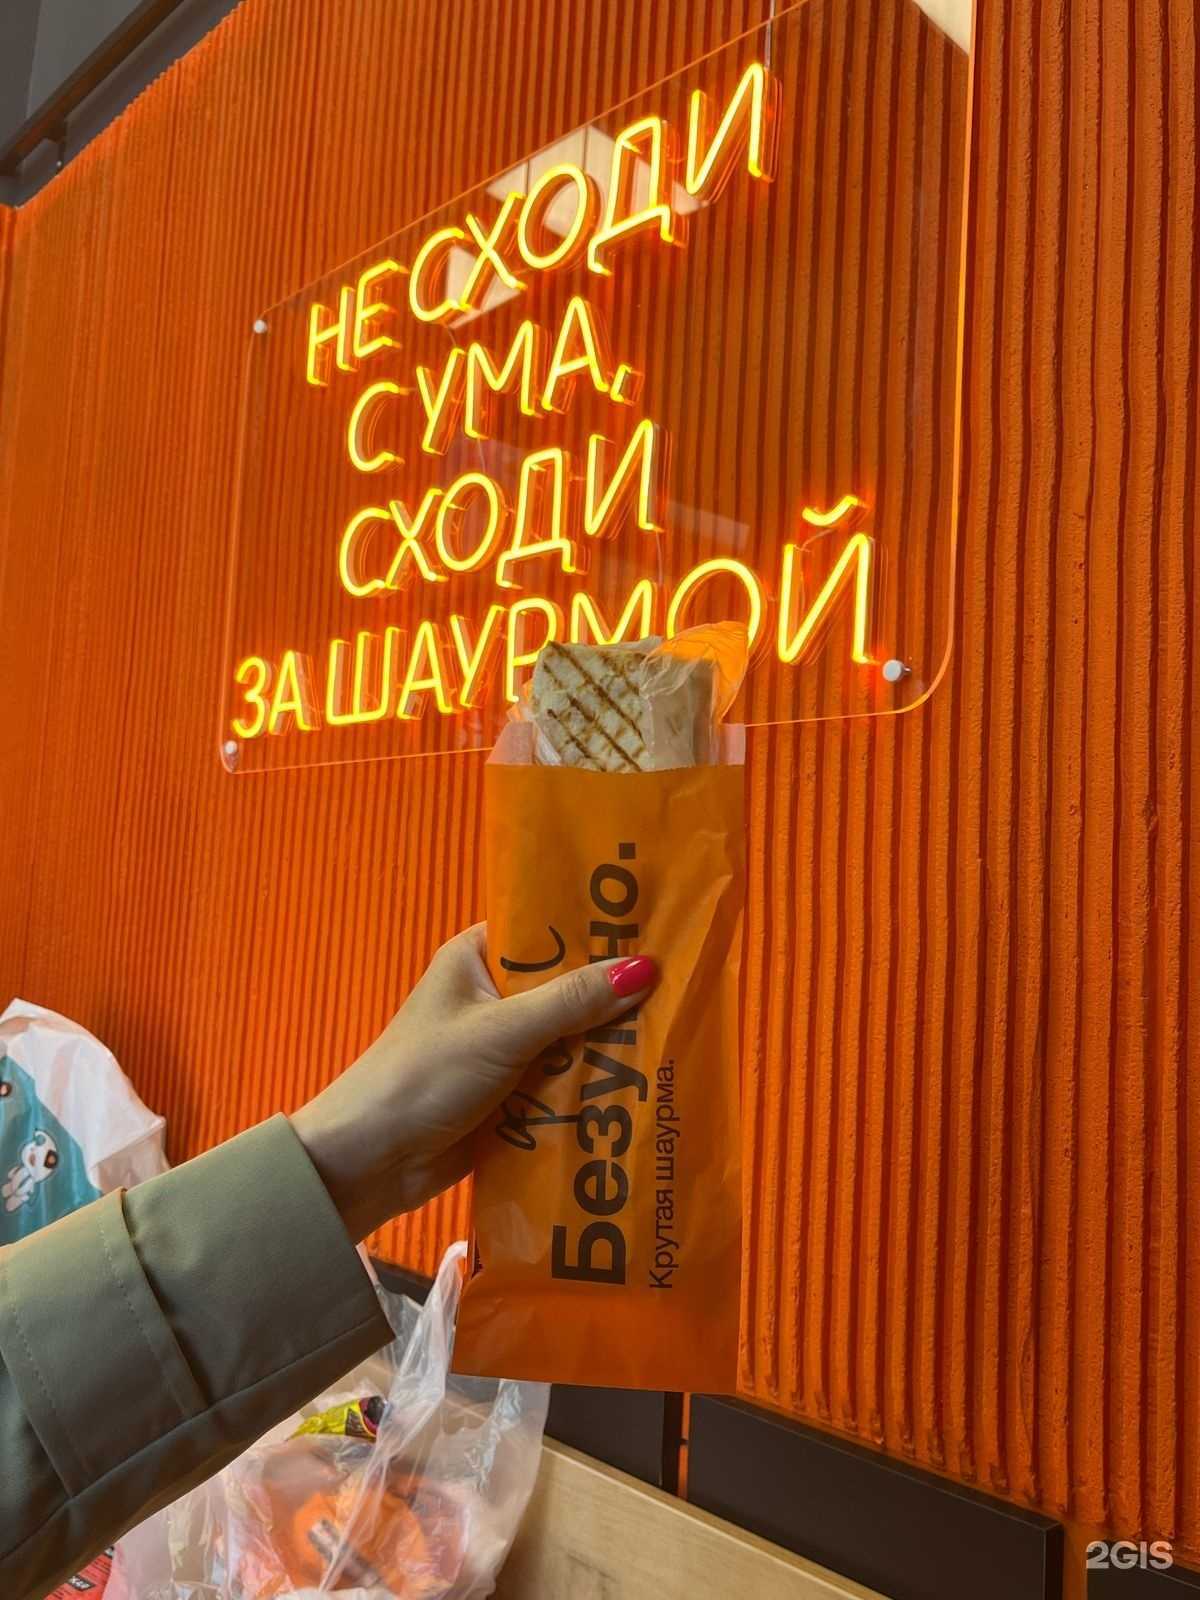 НЕ СХОДИ
С УМА.
СХОДИ
ЗА ШАУРМОЙ
Безумно.
Крутая шаурма.
2GIS